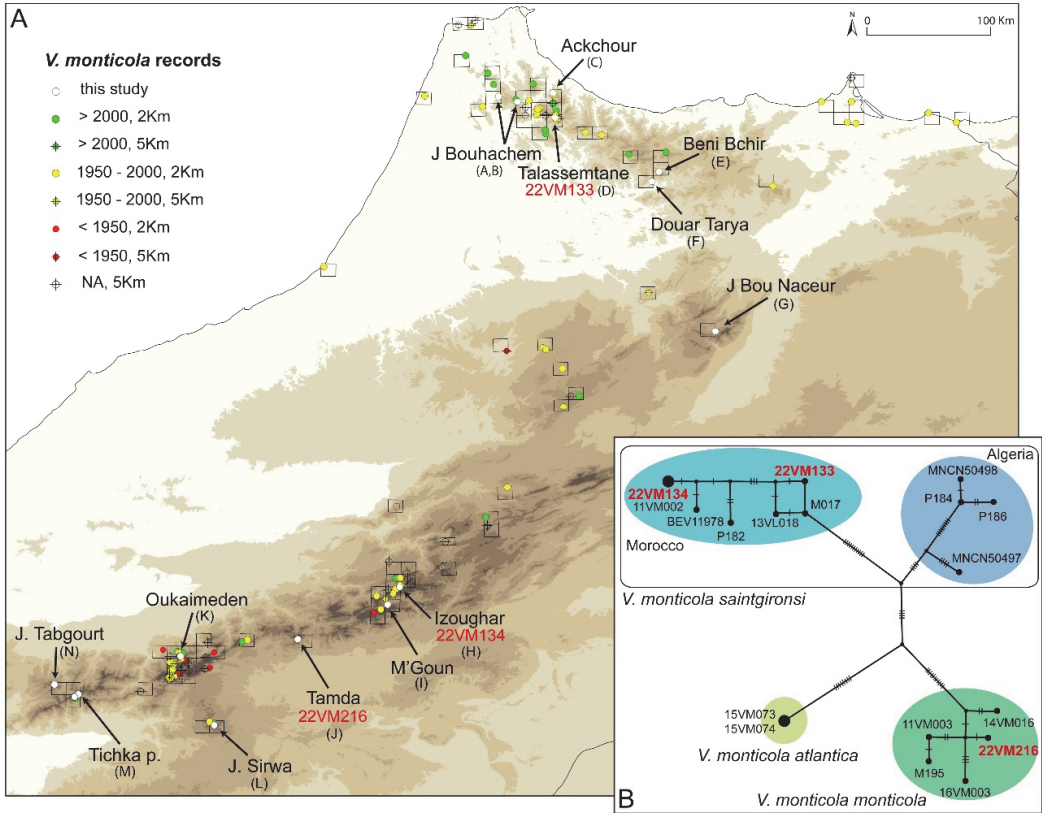 A
N
0 100 Km
V. monticola records
this study
> 2000, 2Km
> 2000, 5Km
1950 - 2000, 2Km
1950 - 2000, 5Km
< 1950, 2Km
< 1950, 5Km
NA, 5Km
Ackchour
(C)
J Bouhachem
(A,B)
Talassemtane
22VM133 (D)
Beni Bchir
(E)
Douar Tarya
(F)
J Bou Naceur
(G)
Oukaimeden
(K)
J. Tabgourt
(N)
Izoughar
22VM134
(H)
M'Goun
(I)
Tamda
22VM216
(J)
Tichka p.
(M)
J. Sirwa
(L)
Algeria
MNCN50498
22VM133
22VM134
11VM002
P184
P186
BEV11978
M017
13VL018
P182
MNCN50497
Morocco
V. monticola saintgironsi
15VM073
15VM074
11VM003
14VM016
22VM216
V. monticola atlantica
M195
16VM003
V. monticola monticola
B